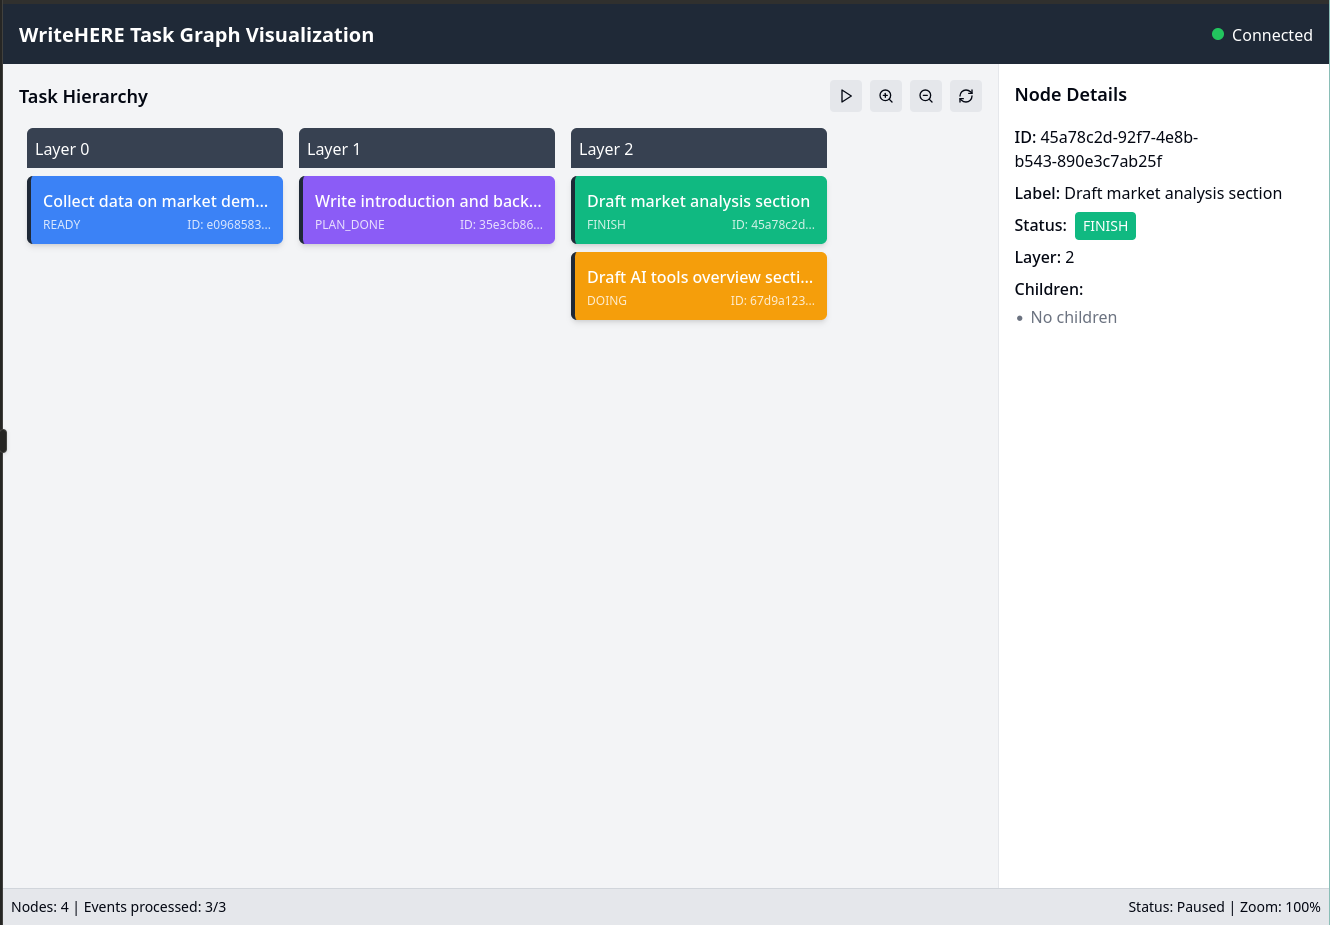 WriteHERE Task Graph Visualization
Connected
Task Hierarchy
Layer 0
Collect data on market dem...
READY
ID: e0968583...
Layer 1
Write introduction and back...
PLAN_DONE
ID: 35e3cb86...
Layer 2
Draft market analysis section
FINISH
ID: 45a78c2d...
Draft AI tools overview secti...
DOING
ID: 67d9a123...
Node Details
ID: 45a78c2d-92f7-4e8b-
b543-890e3c7ab25f
Label: Draft market analysis section
Status: FINISH
Layer: 2
Children:
• No children
Nodes: 4 | Events processed: 3/3
Status: Paused | Zoom: 100%